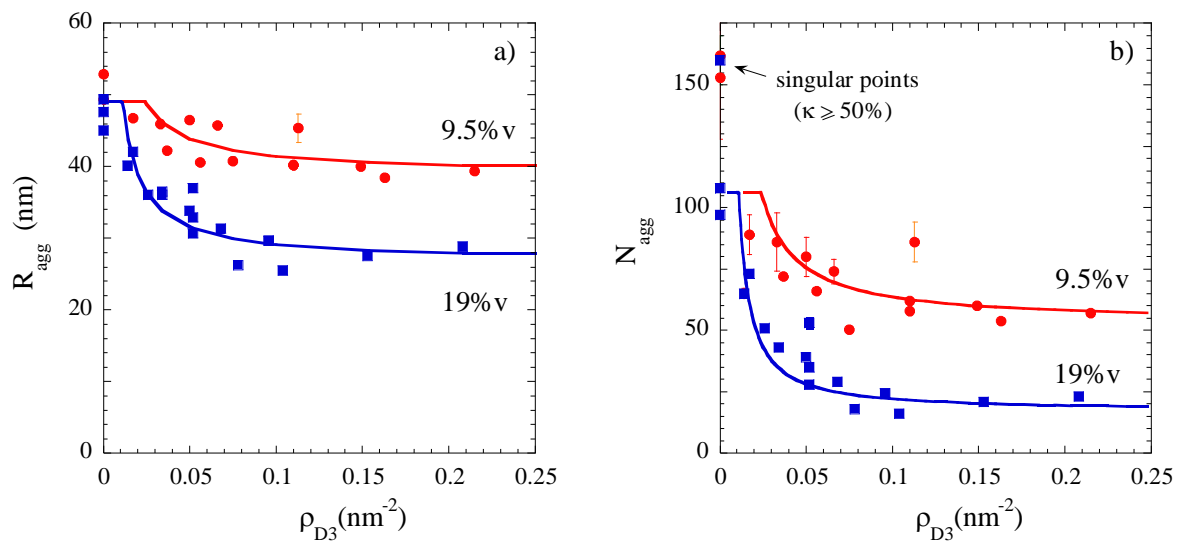 60
40
20
0
R_agg (nm)
a)
9.5%v
19%v
0
0.05
0.1
0.15
0.2
0.25
ρ_D3(nm⁻²)
150
100
50
0
N_agg
b)
singular points
(κ ⩾ 50%)
9.5%v
19%v
0
0.05
0.1
0.15
0.2
0.25
ρ_D3(nm⁻²)